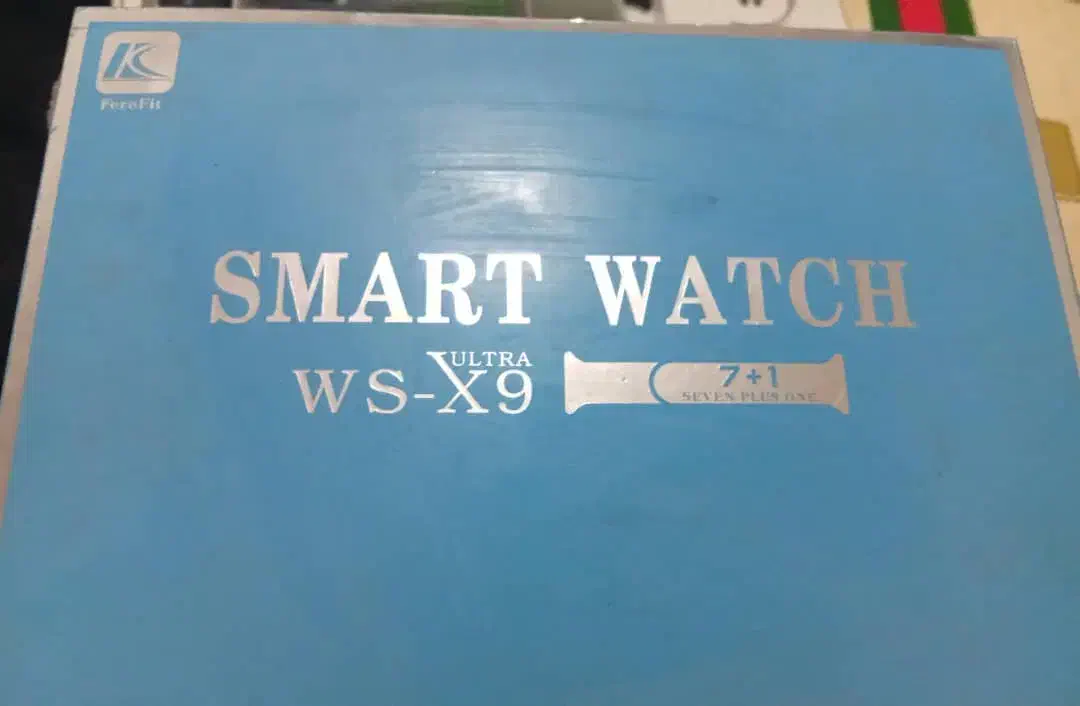 FeroFit
SMART WATCH
WS-X9 ULTRA
7+1
SEVEN PLUS ONE